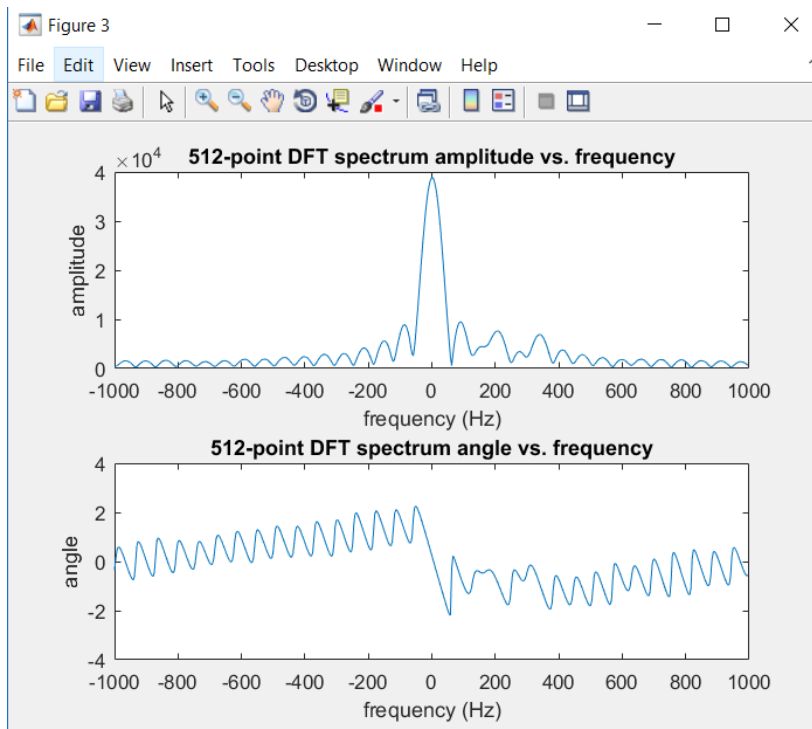 Figure 3
File Edit View Insert Tools Desktop Window Help
×10⁴
512-point DFT spectrum amplitude vs. frequency
amplitude
4
3
2
1
0
-1000 -800 -600 -400 -200 0 200 400 600 800 1000
frequency (Hz)
512-point DFT spectrum angle vs. frequency
angle
4
2
0
-2
-4
-1000 -800 -600 -400 -200 0 200 400 600 800 1000
frequency (Hz)